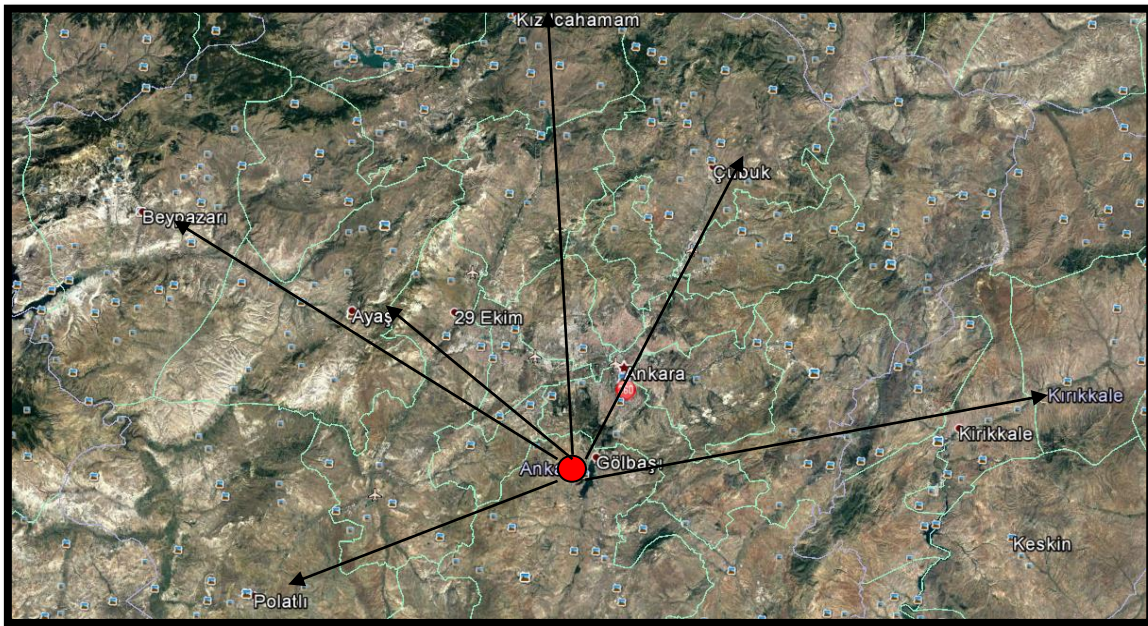 Kızılcahamam
Çubuk
Beypazarı
Ayaş
29 Ekim
Ankara
Kırıkkale
Kirikkale
Gölbaşı
Keskin
Polatlı